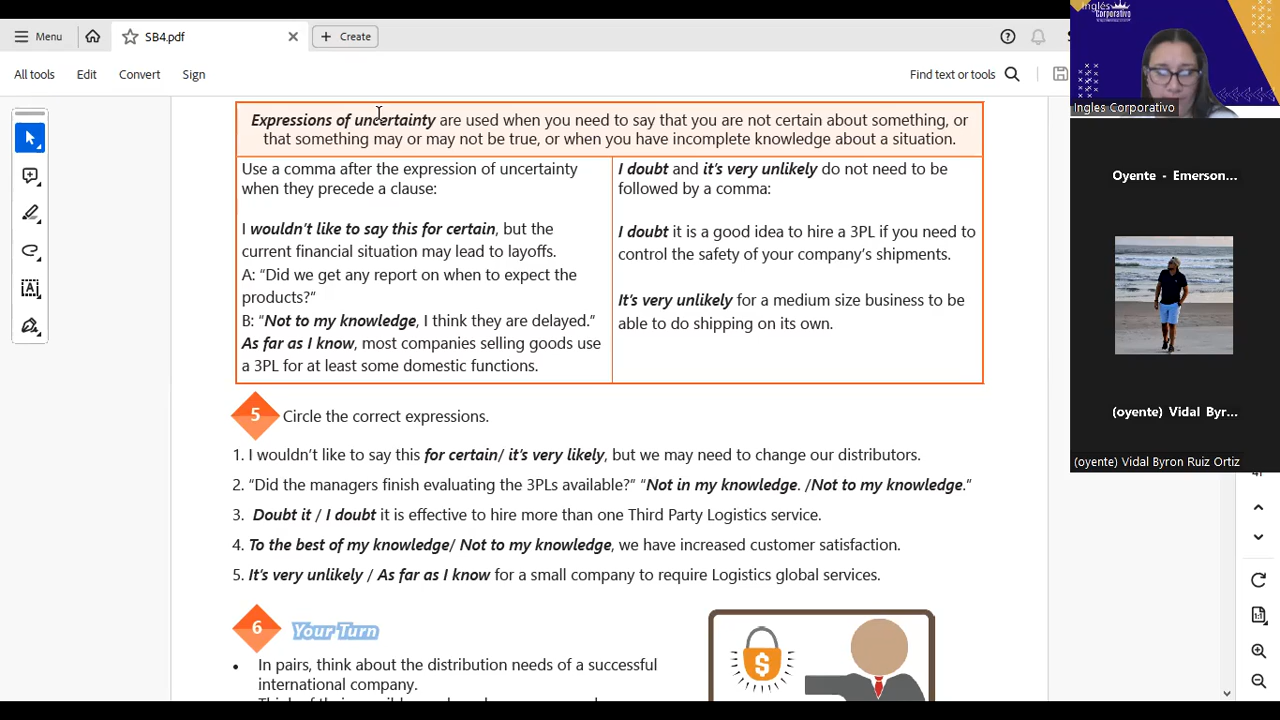 Menu
SB4.pdf
Create
All tools
Edit
Convert
Sign
Find text or tools
Expressions of uncertainty are used when you need to say that you are not certain about something, or
that something may or may not be true, or when you have incomplete knowledge about a situation.
Use a comma after the expression of uncertainty
when they precede a clause:
I wouldn't like to say this for certain, but the
current financial situation may lead to layoffs.
A: "Did we get any report on when to expect the
products?"
B: "Not to my knowledge, I think they are delayed."
As far as I know, most companies selling goods use
a 3PL for at least some domestic functions.
I doubt and it's very unlikely do not need to be
followed by a comma:
I doubt it is a good idea to hire a 3PL if you need to
control the safety of your company's shipments.
It's very unlikely for a medium size business to be
able to do shipping on its own.
5 Circle the correct expressions.
1. I wouldn't like to say this for certain/ it's very likely, but we may need to change our distributors.
2. "Did the managers finish evaluating the 3PLs available?" "Not in my knowledge. /Not to my knowledge."
3. Doubt it / I doubt it is effective to hire more than one Third Party Logistics service.
4. To the best of my knowledge/ Not to my knowledge, we have increased customer satisfaction.
5. It's very unlikely / As far as I know for a small company to require Logistics global services.
6 Your Turn
• In pairs, think about the distribution needs of a successful
international company.
$
Inglés
Corporativo
Ingles Corporativo
Oyente - Emerson...
(oyente) Vidal Byr...
(oyente) Vidal Byron Ruiz Ortiz
1:1